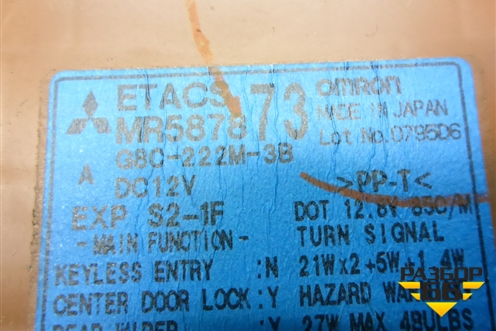 ETACS omron
MR587873 MADE IN JAPAN
G8C-222M-3B Lot No. 0795D6
A DC12V >PP-T<
EXP S2-1F DOT 12.8V 85C/M
-MAIN FUNCTION- TURN SIGNAL
KEYLESS ENTRY :N 21W×2+5W+1.4W
CENTER DOOR LOCK :Y HAZARD
:Y 27W MAX 4BULBS
РАЗБОР